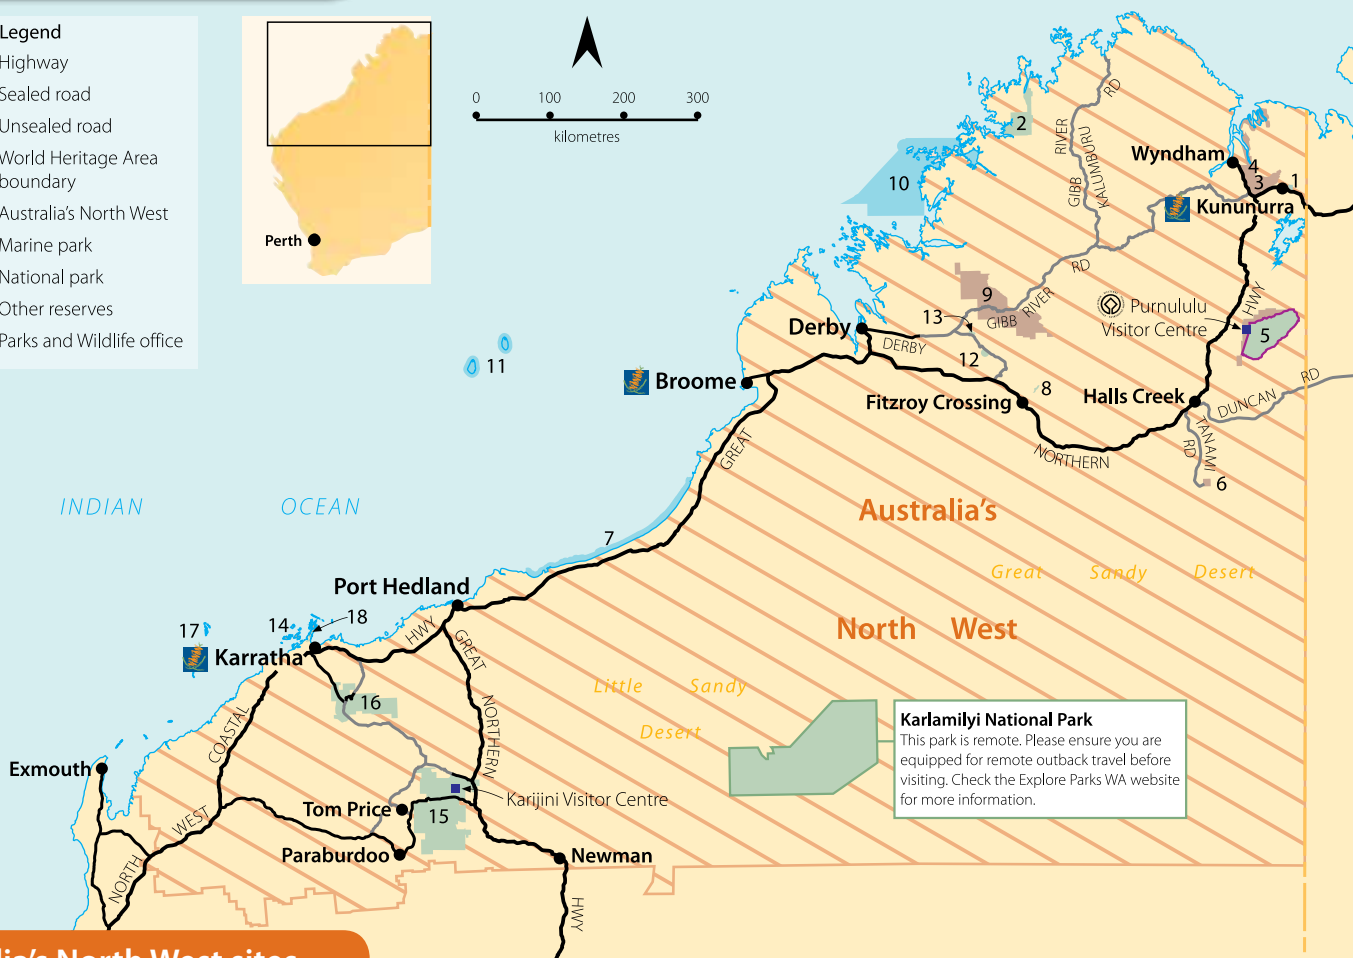 Legend
Highway
Sealed road
Unsealed road
World Heritage Area
boundary
Australia's North West
Marine park
National park
Other reserves
Parks and Wildlife office
Perth
0 100 200 300
kilometres
INDIAN OCEAN
2
RD
RIVER
GIBB
KALUMBURU
Wyndham
4
3
1
Kununurra
10
RD
9
RIVER
GIBB
13
HWY
Purnululu
Visitor Centre
5
Derby
DERBY
12
11
Broome
8
Fitzroy Crossing
Halls Creek
DUNCAN
RD
TANAMI
RD
6
GREAT
NORTHERN
Australia's
North West
Great Sandy Desert
7
Port Hedland
HWY
GREAT
NORTHERN
17
14
18
Karratha
16
Little Sandy
Desert
Karlamilyi National Park
This park is remote. Please ensure you are
equipped for remote outback travel before
visiting. Check the Explore Parks WA website
for more information.
COASTAL
WEST
NORTH
Exmouth
Tom Price
15
Karijini Visitor Centre
Paraburdoo
Newman
HWY
lia's North West sites